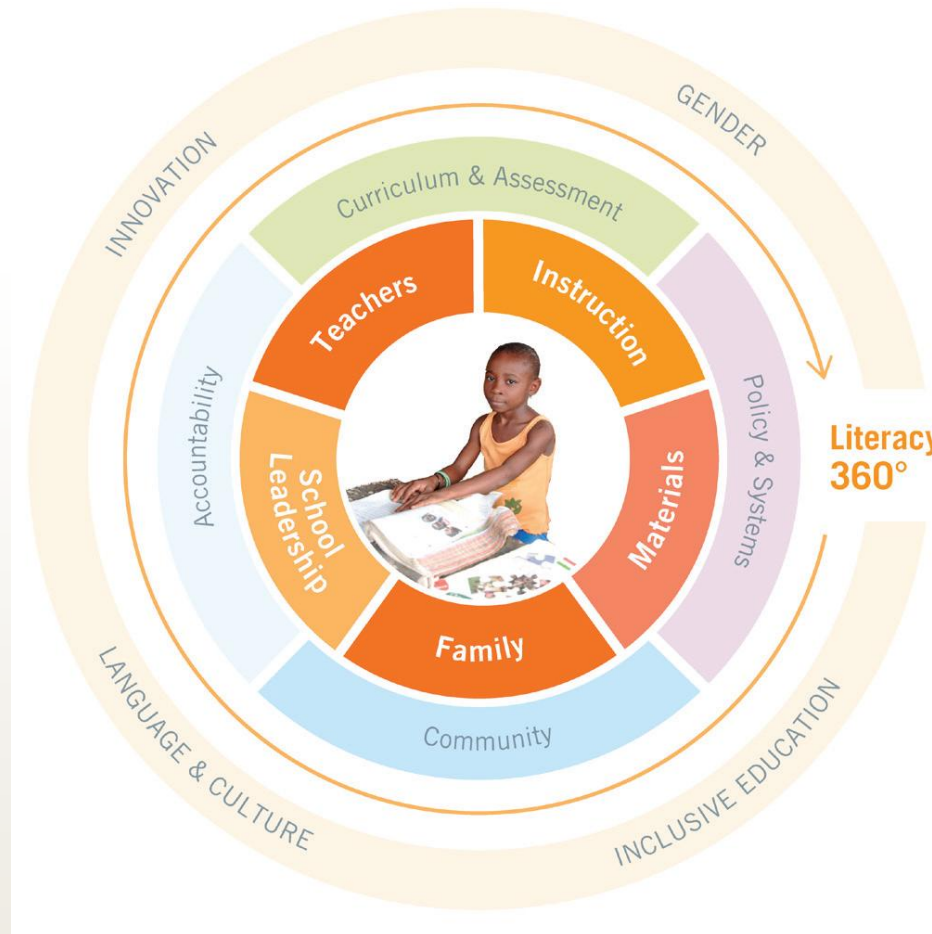 INNOVATION
GENDER
Curriculum & Assessment
Teachers
Instruction
Accountability
Policy & Systems
School
Leadership
Materials
Literacy
360°
Family
Community
LANGUAGE & CULTURE
INCLUSIVE EDUCATION